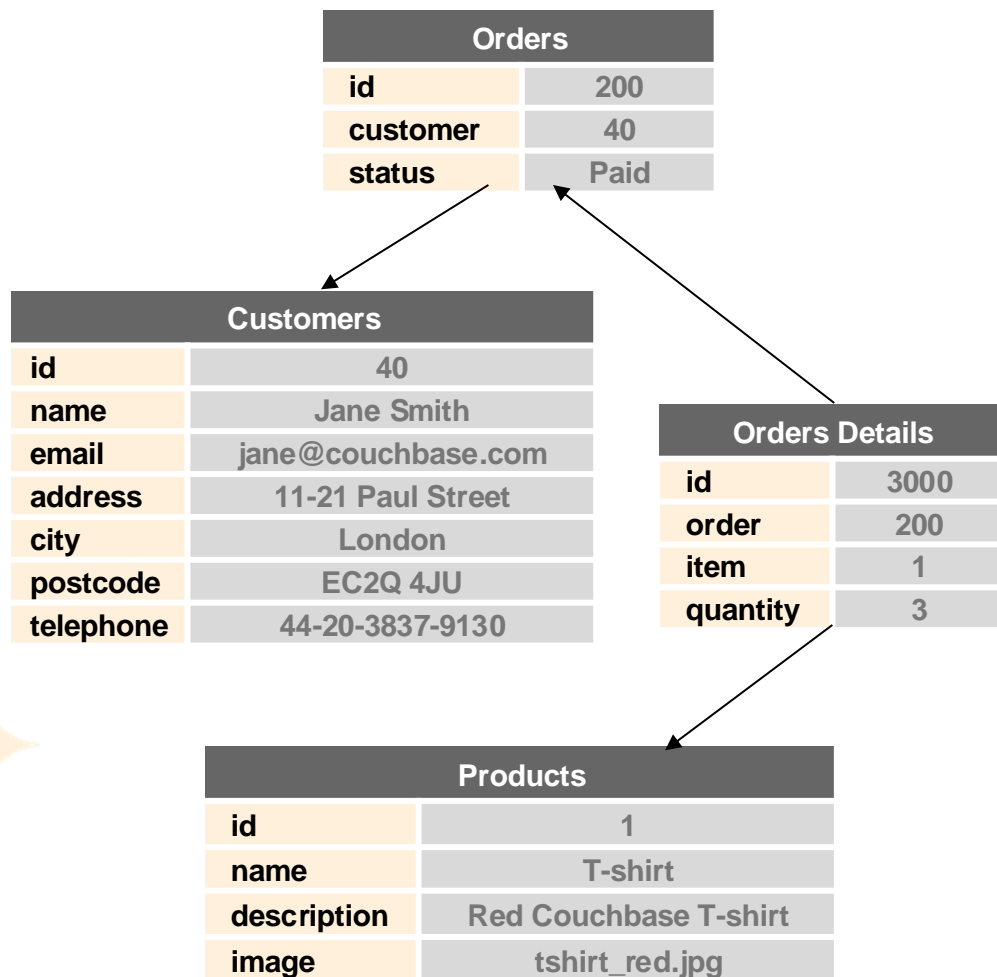 Orders
id 200
customer 40
status Paid
Customers
id 40
name Jane Smith
email jane@couchbase.com
address 11-21 Paul Street
city London
postcode EC2Q 4JU
telephone 44-20-3837-9130
Orders Details
id 3000
order 200
item 1
quantity 3
Products
id 1
name T-shirt
description Red Couchbase T-shirt
image tshirt_red.jpg